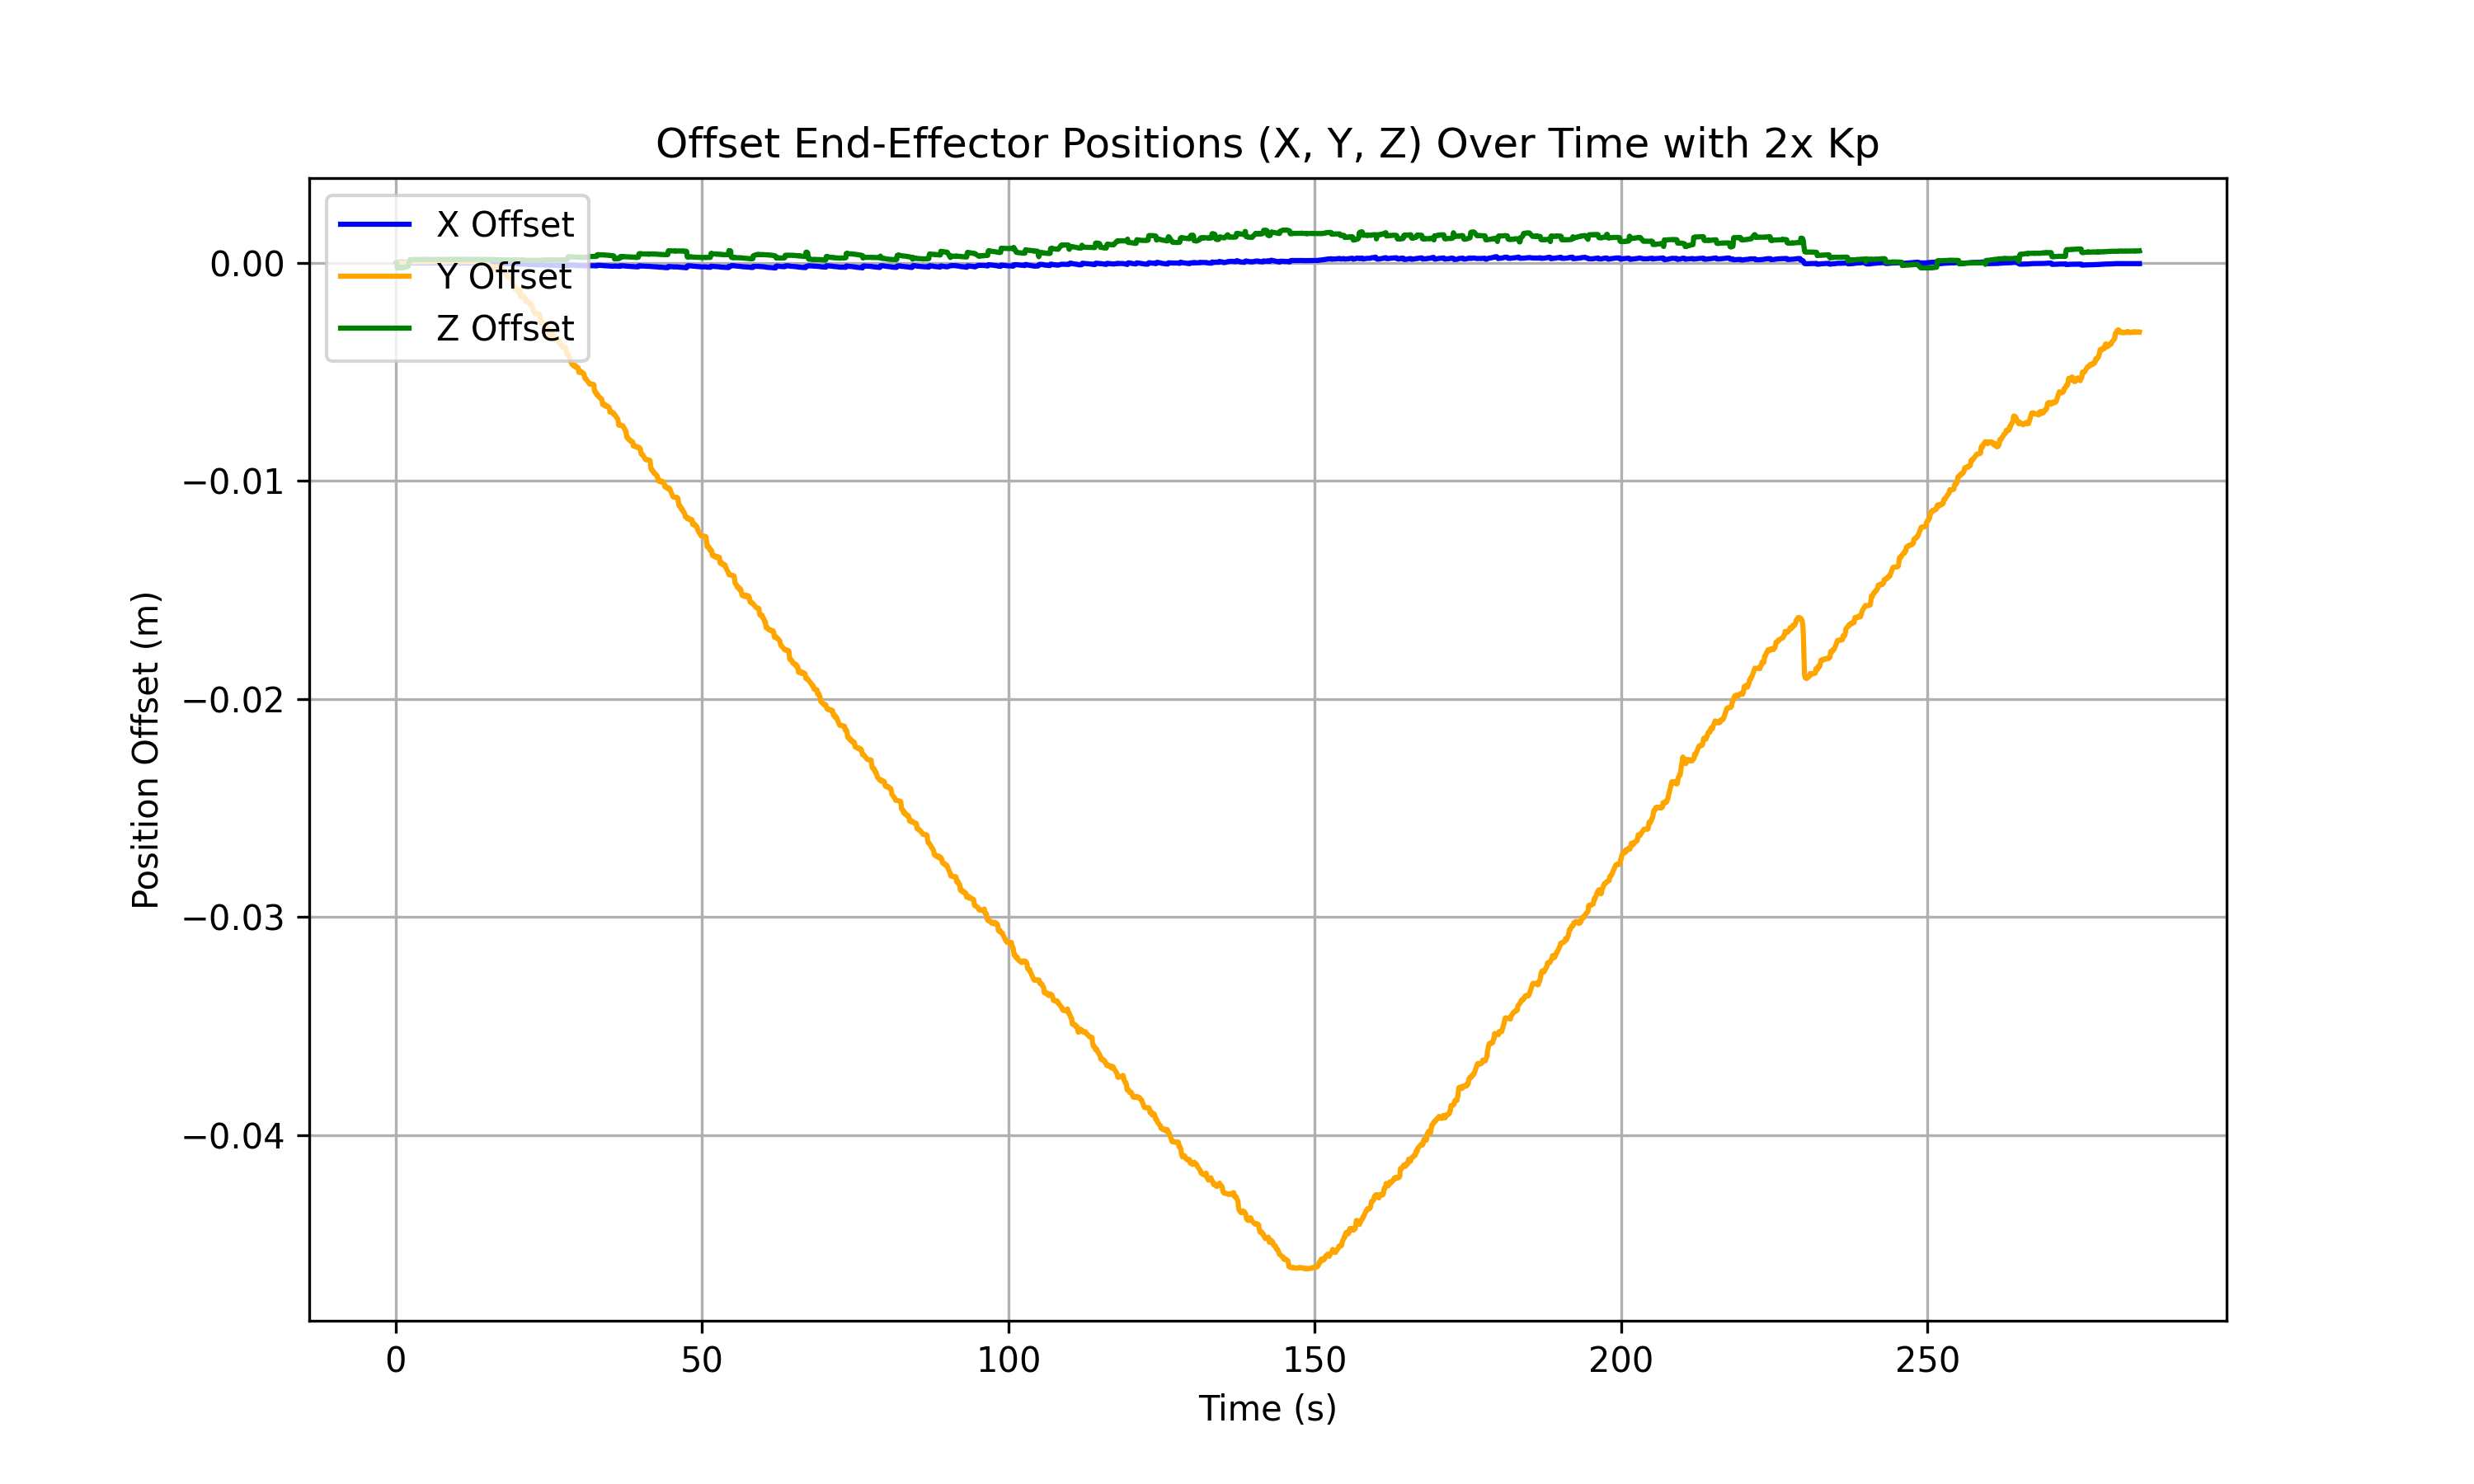 Offset End-Effector Positions (X, Y, Z) Over Time with 2x Kp
X Offset
Y Offset
Z Offset
0.00
−0.01
−0.02
−0.03
−0.04
Position Offset (m)
0 50 100 150 200 250
Time (s)